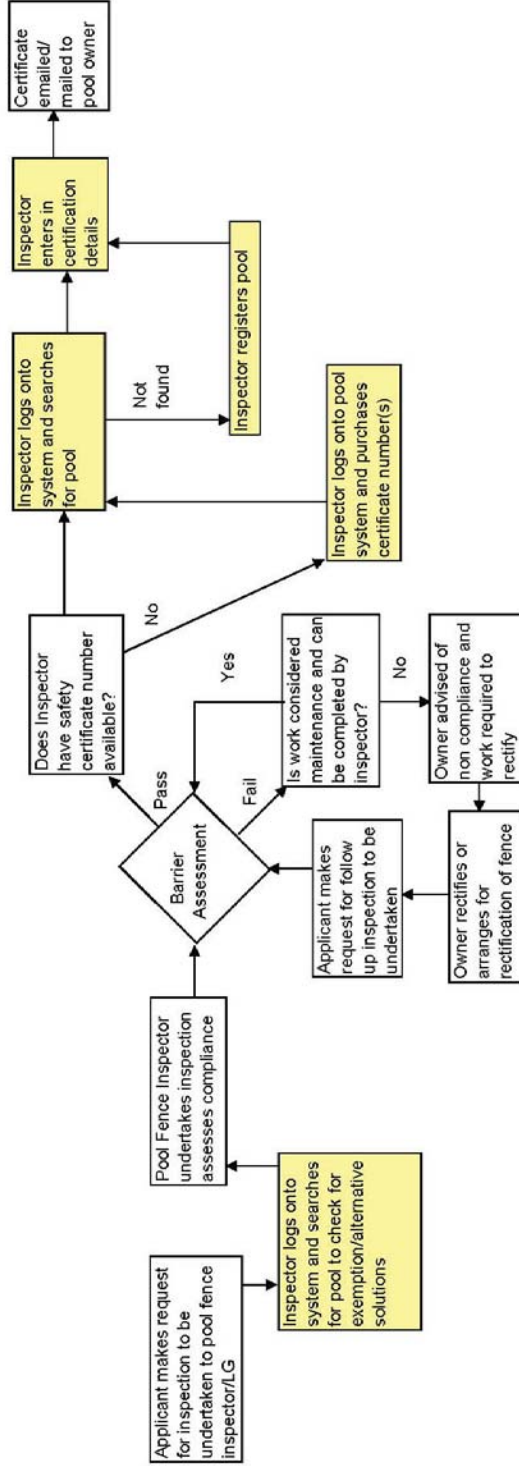 Applicant makes request
for inspection to be
undertaken to pool fence
inspector/LG
Inspector logs onto
system and searches
for pool to check for
exemption/alternative
solutions
Pool Fence Inspector
undertakes inspection
assesses compliance
Barrier
Assessment
Pass
Fail
Does Inspector
have safety
certificate number
available?
No
Is work considered
maintenance and can
be completed by
inspector?
Yes
No
Owner advised of
non compliance and
work required to
rectify
Owner rectifies or
arranges for
rectification of fence
Applicant makes
request for follow
up inspection to be
undertaken
Inspector logs onto pool
system and purchases
certificate number(s)
Inspector logs onto
system and searches
for pool
Not
found
Inspector registers pool
Inspector
enters in
certification
details
Certificate
emailed/
mailed to
pool owner